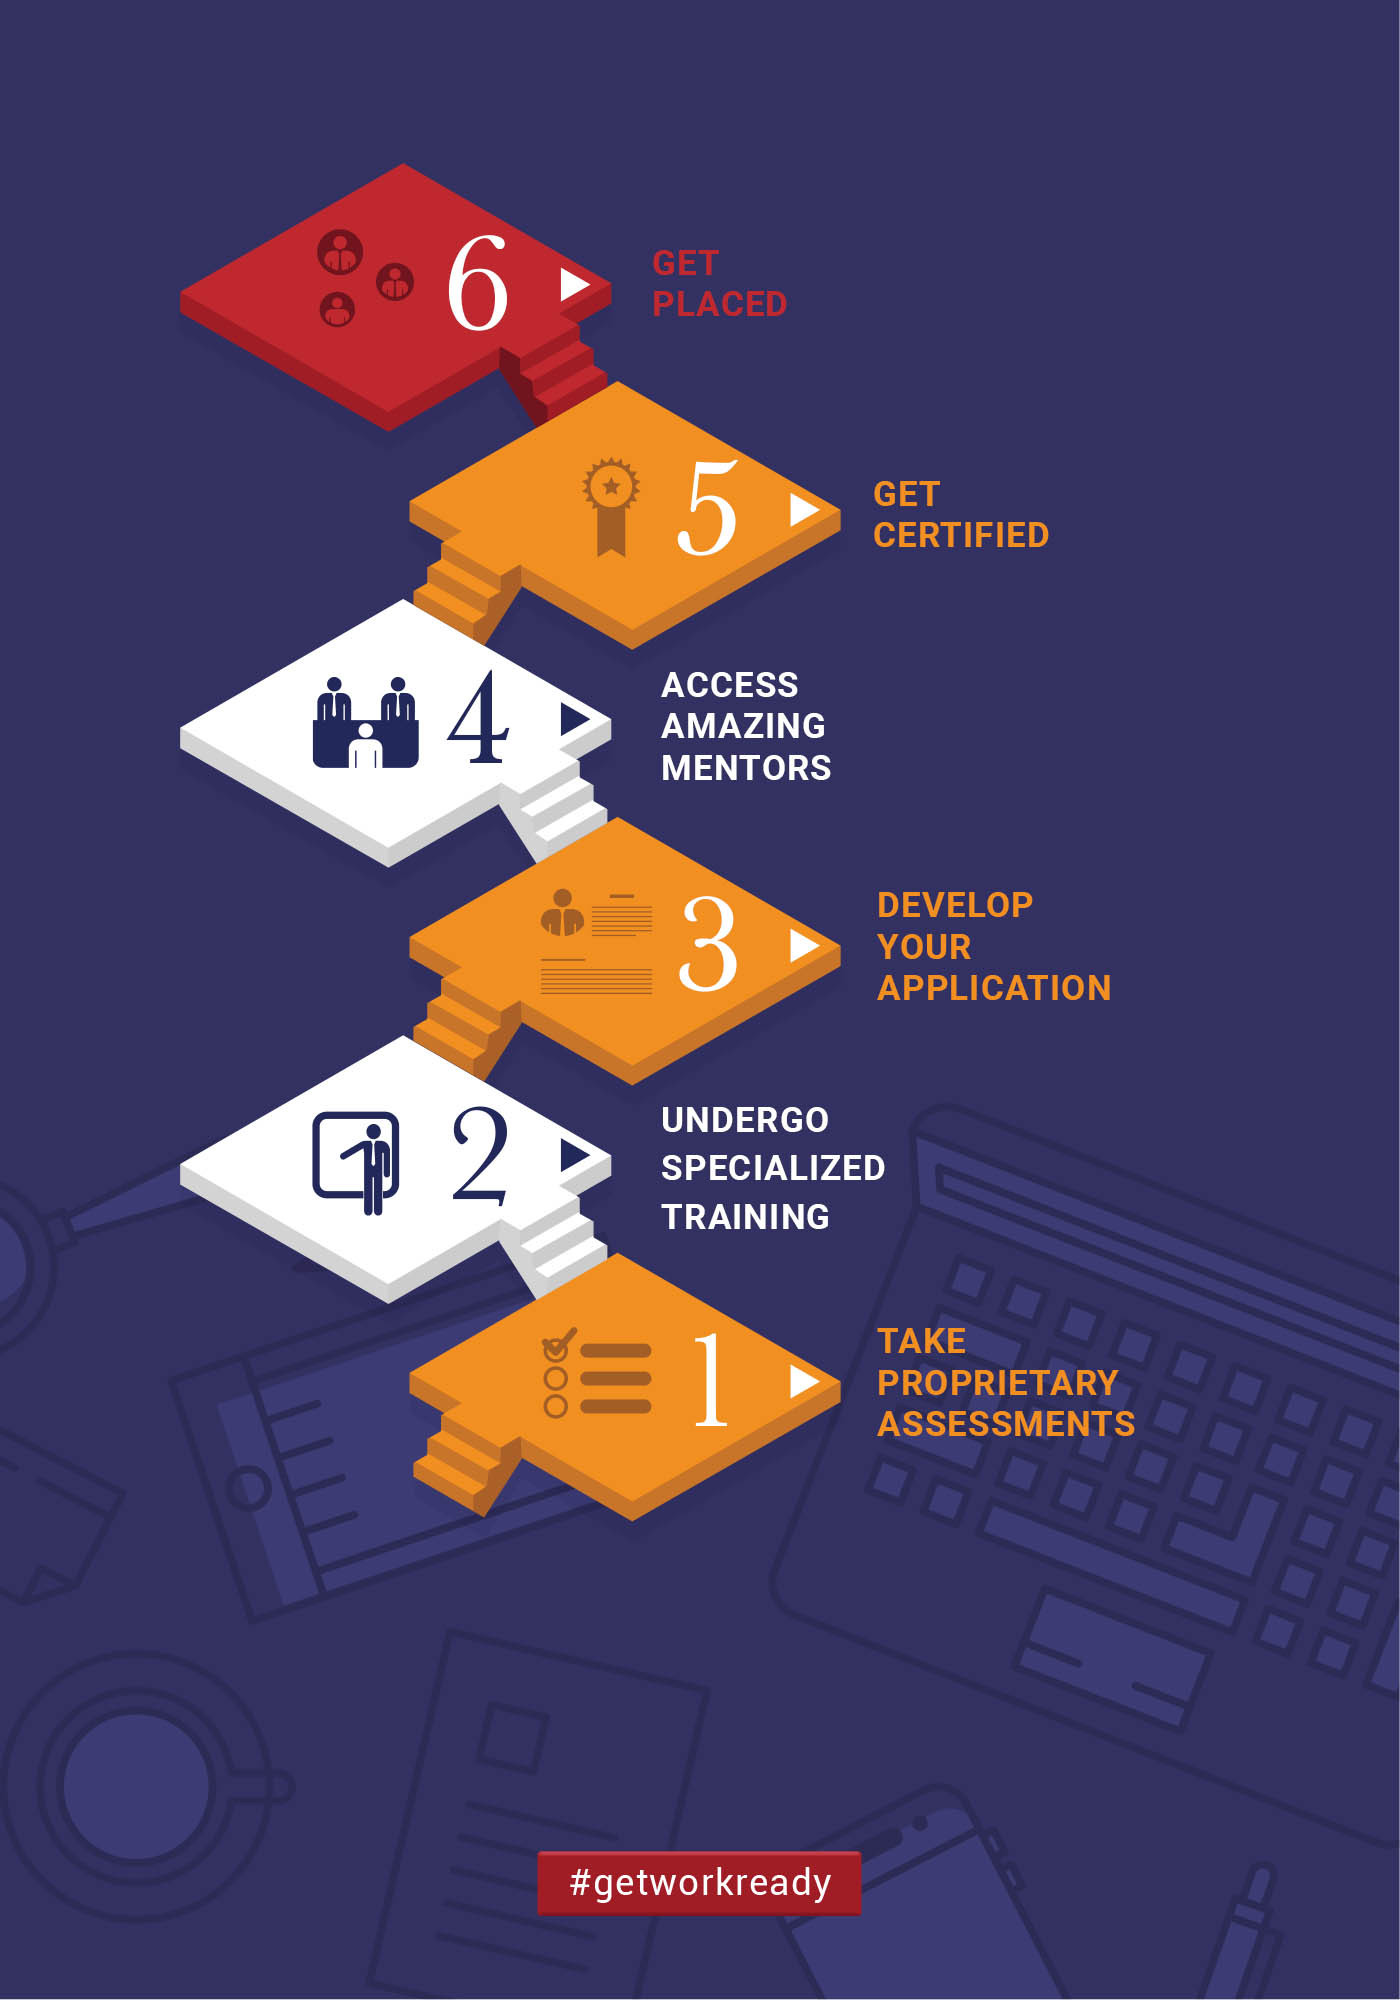 6
GET
PLACED
5
GET
CERTIFIED
4
ACCESS
AMAZING
MENTORS
3
DEVELOP
YOUR
APPLICATION
2
UNDERGO
SPECIALIZED
TRAINING
1
TAKE
PROPRIETARY
ASSESSMENTS
#getworkready